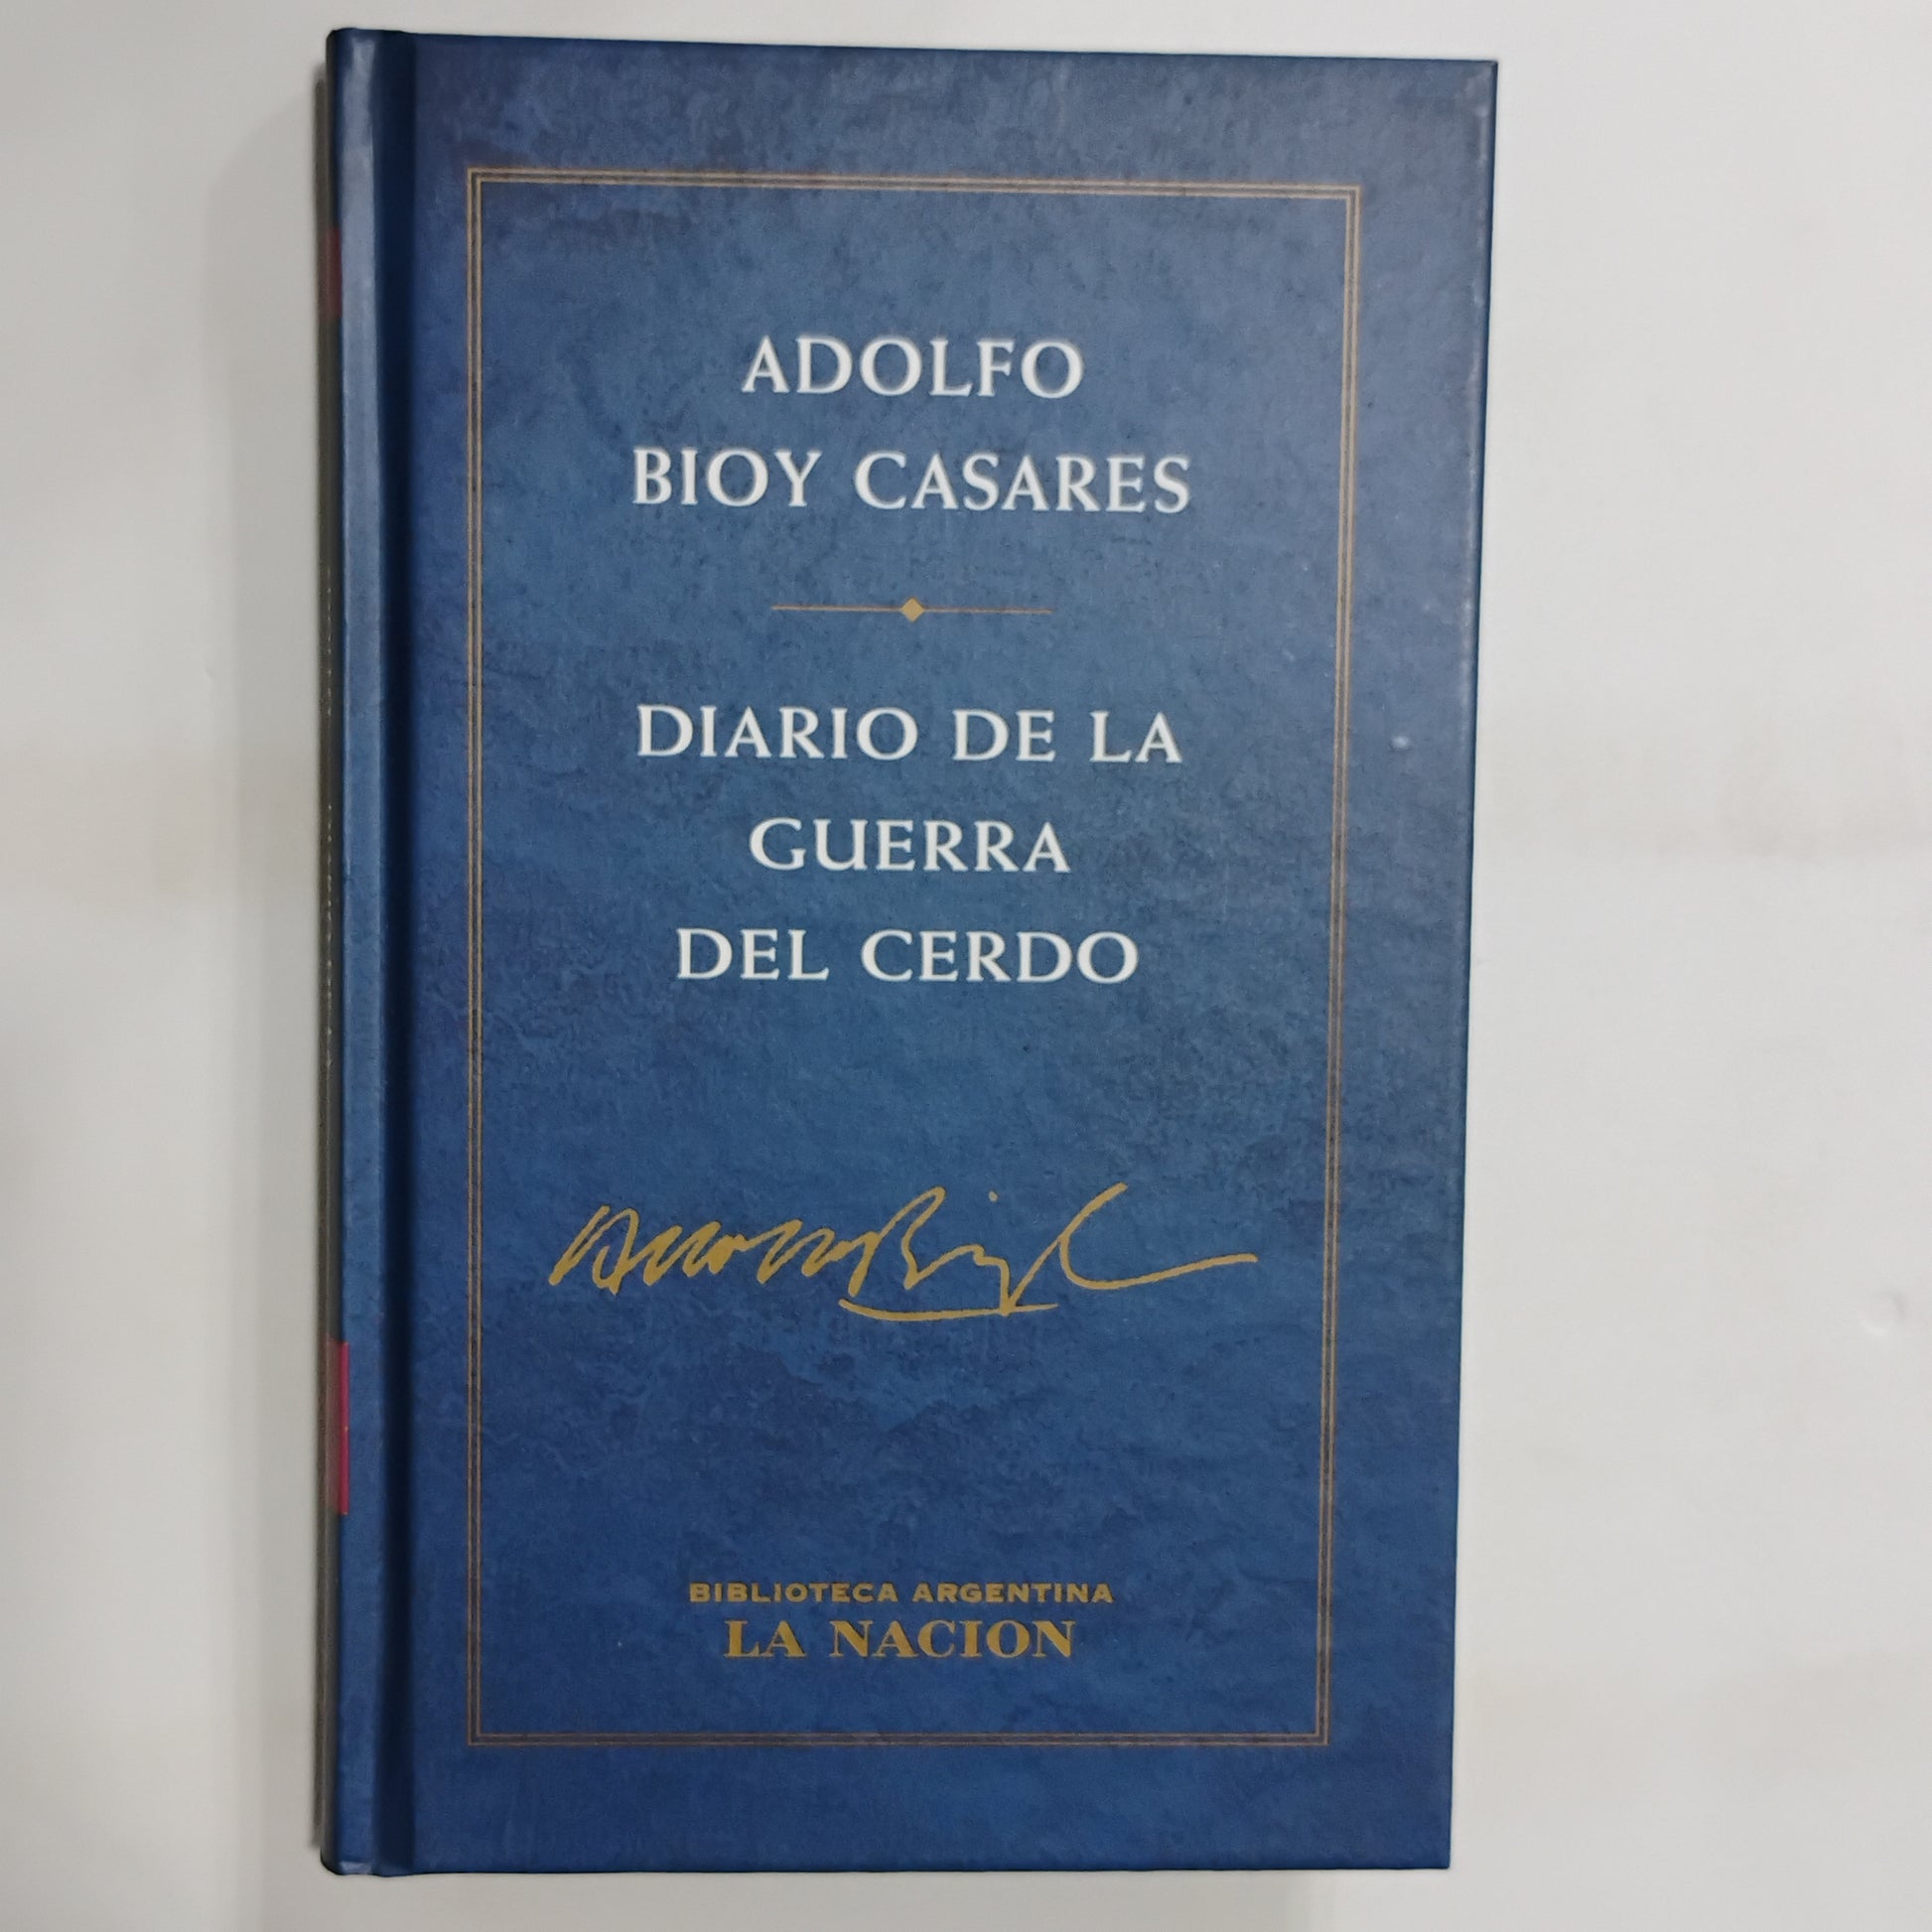 ADOLFO
BIOY CASARES
DIARIO DE LA
GUERRA
DEL CERDO
BIBLIOTECA ARGENTINA
LA NACION